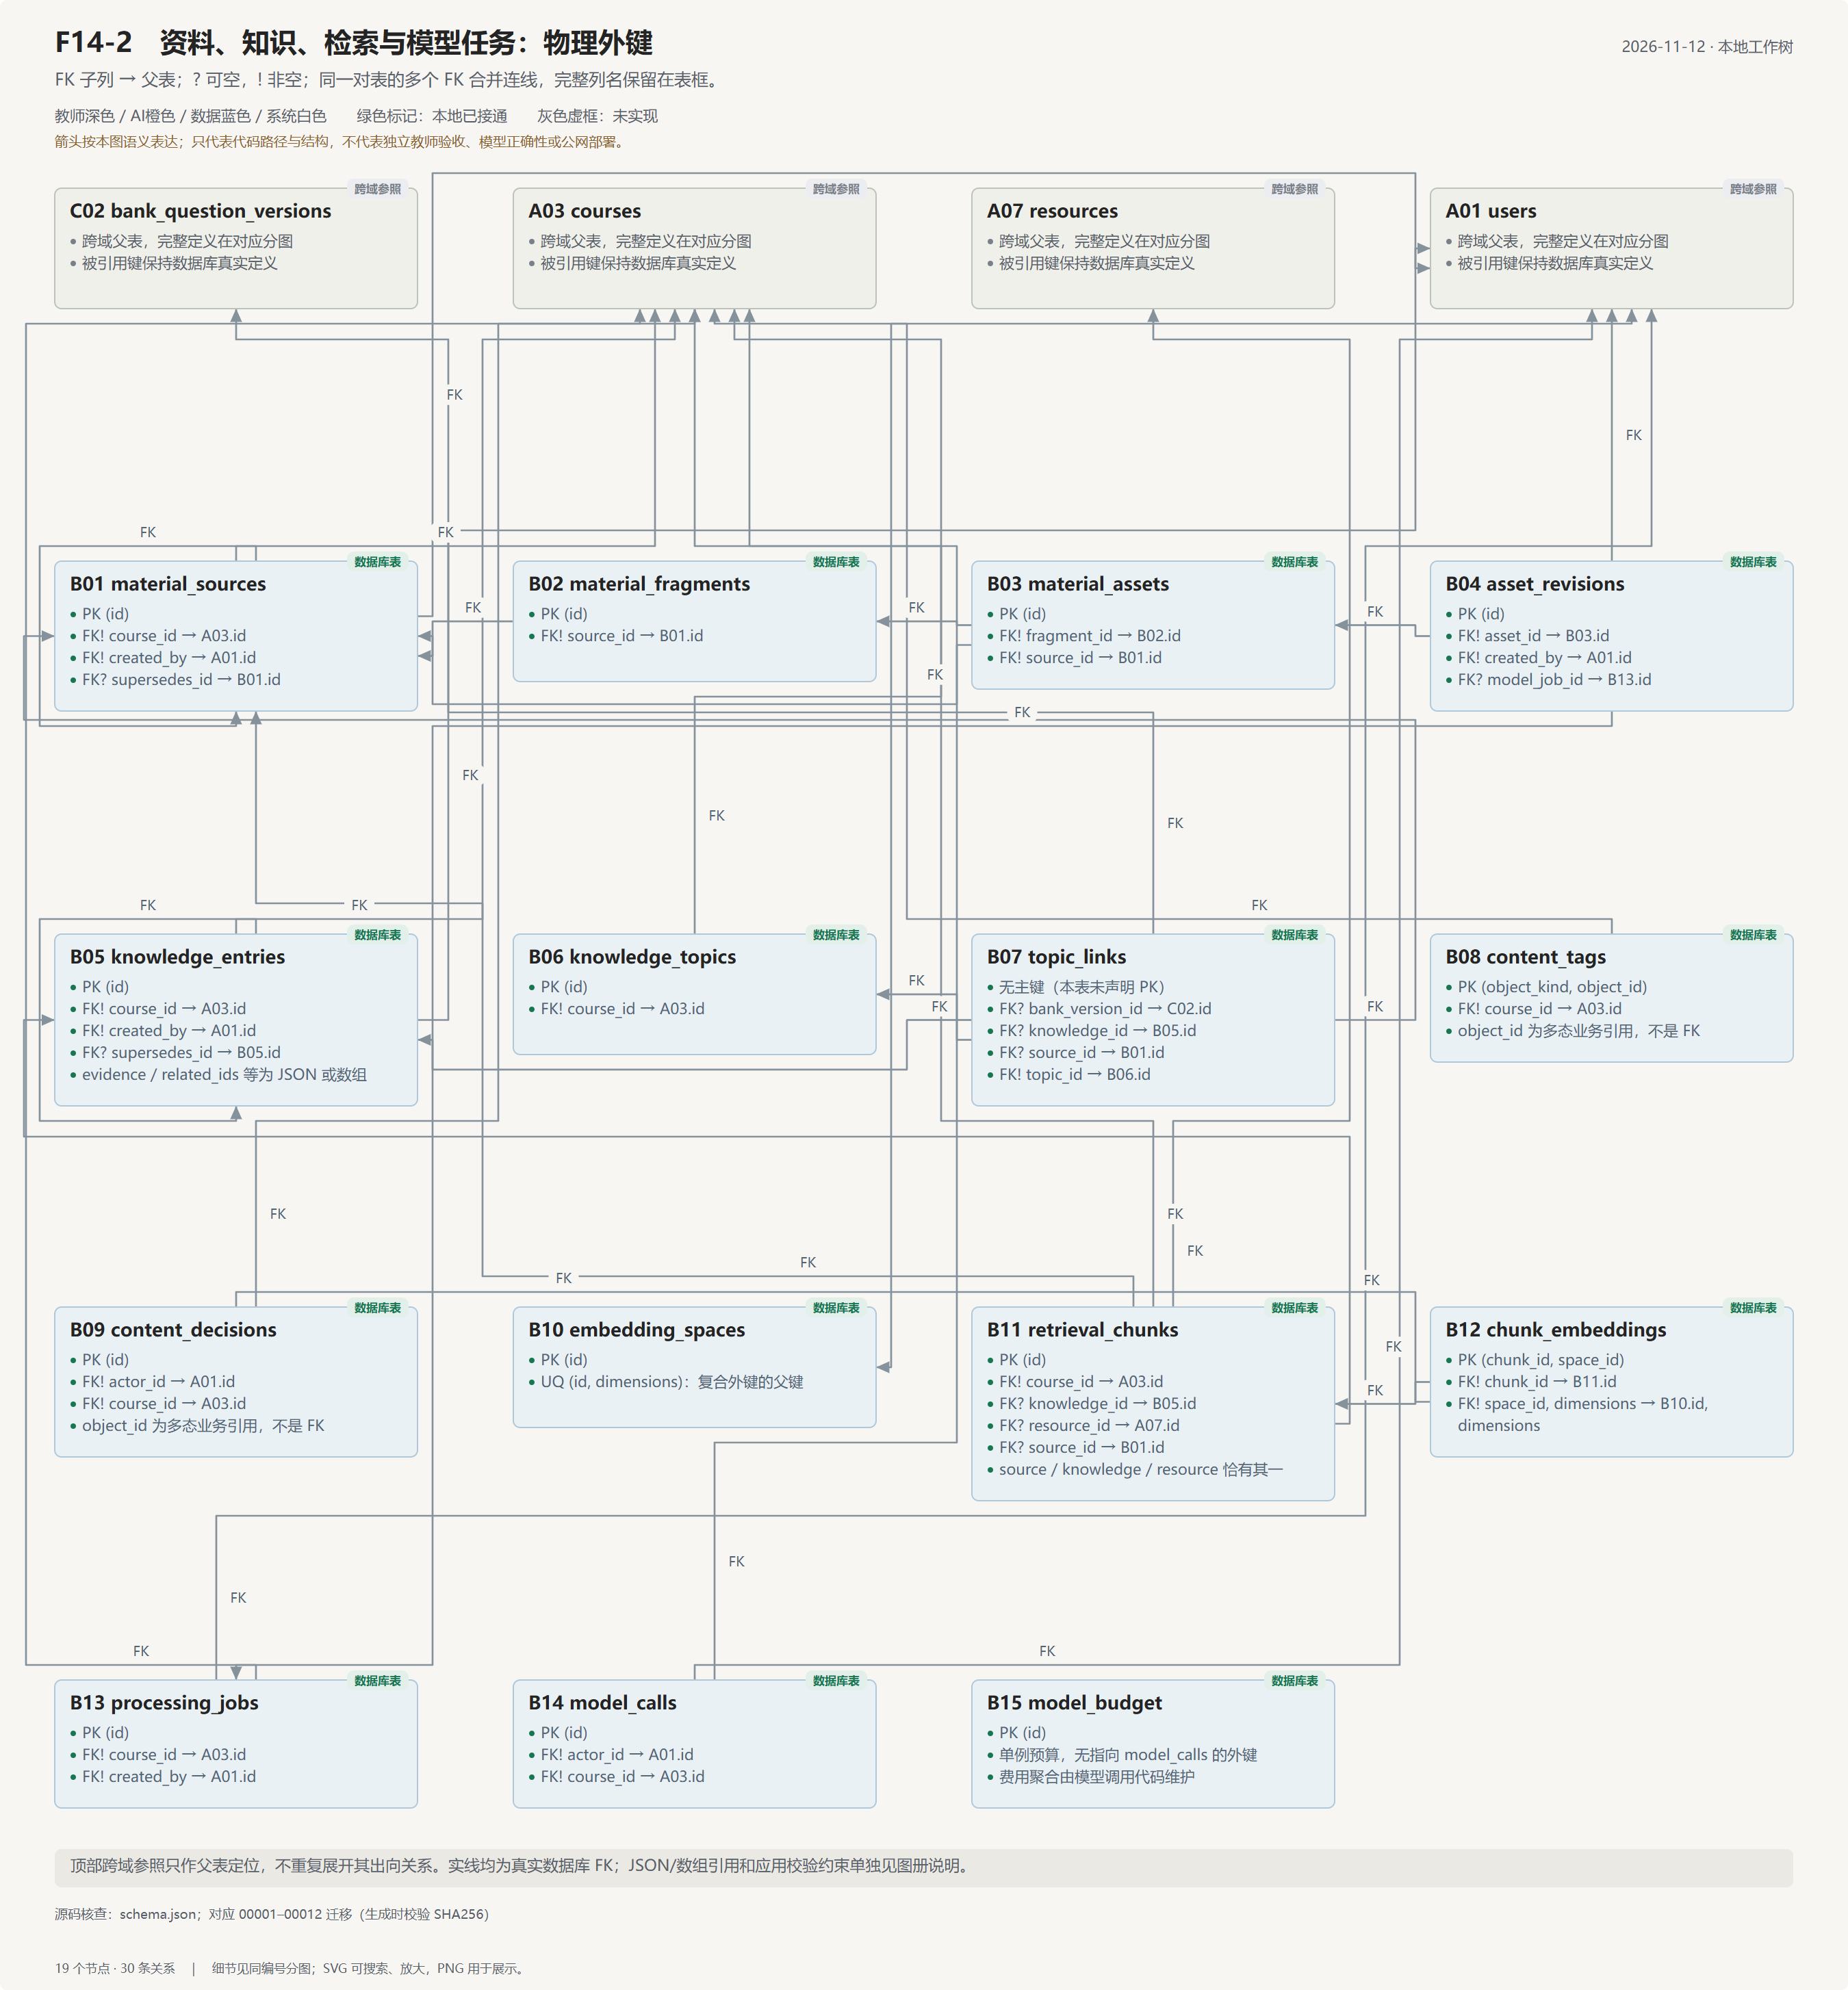 F14-2 资料、知识、检索与模型任务：物理外键
2026-11-12 · 本地工作树
FK 子列 → 父表；? 可空，! 非空；同一对表的多个 FK 合并连线，完整列名保留在表框。
教师深色 / AI橙色 / 数据蓝色 / 系统白色 绿色标记：本地已接通 灰色虚框：未实现
箭头按本图语义表达；只代表代码路径与结构，不代表独立教师验收、模型正确性或公网部署。
跨域参照
C02 bank_question_versions
跨域父表，完整定义在对应分图
被引用键保持数据库真实定义
跨域参照
A03 courses
跨域父表，完整定义在对应分图
被引用键保持数据库真实定义
跨域参照
A07 resources
跨域父表，完整定义在对应分图
被引用键保持数据库真实定义
跨域参照
A01 users
跨域父表，完整定义在对应分图
被引用键保持数据库真实定义
FK
FK
FK
FK
数据库表
B01 material_sources
PK (id)
FK! course_id → A03.id
FK! created_by → A01.id
FK? supersedes_id → B01.id
FK
数据库表
B02 material_fragments
PK (id)
FK! source_id → B01.id
FK
FK
数据库表
B03 material_assets
PK (id)
FK! fragment_id → B02.id
FK! source_id → B01.id
FK
数据库表
B04 asset_revisions
PK (id)
FK! asset_id → B03.id
FK! created_by → A01.id
FK? model_job_id → B13.id
FK
FK
FK
FK
FK
FK
FK
数据库表
B05 knowledge_entries
PK (id)
FK! course_id → A03.id
FK! created_by → A01.id
FK? supersedes_id → B05.id
evidence / related_ids 等为 JSON 或数组
数据库表
B06 knowledge_topics
PK (id)
FK! course_id → A03.id
FK
FK
数据库表
B07 topic_links
无主键（本表未声明 PK）
FK? bank_version_id → C02.id
FK? knowledge_id → B05.id
FK? source_id → B01.id
FK! topic_id → B06.id
FK
数据库表
B08 content_tags
PK (object_kind, object_id)
FK! course_id → A03.id
object_id 为多态业务引用，不是 FK
FK
FK
FK
FK
FK
FK
数据库表
B09 content_decisions
PK (id)
FK! actor_id → A01.id
FK! course_id → A03.id
object_id 为多态业务引用，不是 FK
数据库表
B10 embedding_spaces
PK (id)
UQ (id, dimensions)：复合外键的父键
数据库表
B11 retrieval_chunks
PK (id)
FK! course_id → A03.id
FK? knowledge_id → B05.id
FK? resource_id → A07.id
FK? source_id → B01.id
source / knowledge / resource 恰有其一
FK
FK
数据库表
B12 chunk_embeddings
PK (chunk_id, space_id)
FK! chunk_id → B11.id
FK! space_id, dimensions → B10.id,
dimensions
FK
FK
FK
FK
数据库表
B13 processing_jobs
PK (id)
FK! course_id → A03.id
FK! created_by → A01.id
数据库表
B14 model_calls
PK (id)
FK! actor_id → A01.id
FK! course_id → A03.id
数据库表
B15 model_budget
PK (id)
单例预算，无指向 model_calls 的外键
费用聚合由模型调用代码维护
顶部跨域参照只作父表定位，不重复展开其出向关系。实线均为真实数据库 FK；JSON/数组引用和应用校验约束单独见图册说明。
源码核查：schema.json；对应 00001–00012 迁移（生成时校验 SHA256）
19 个节点 · 30 条关系 | 细节见同编号分图；SVG 可搜索、放大，PNG 用于展示。